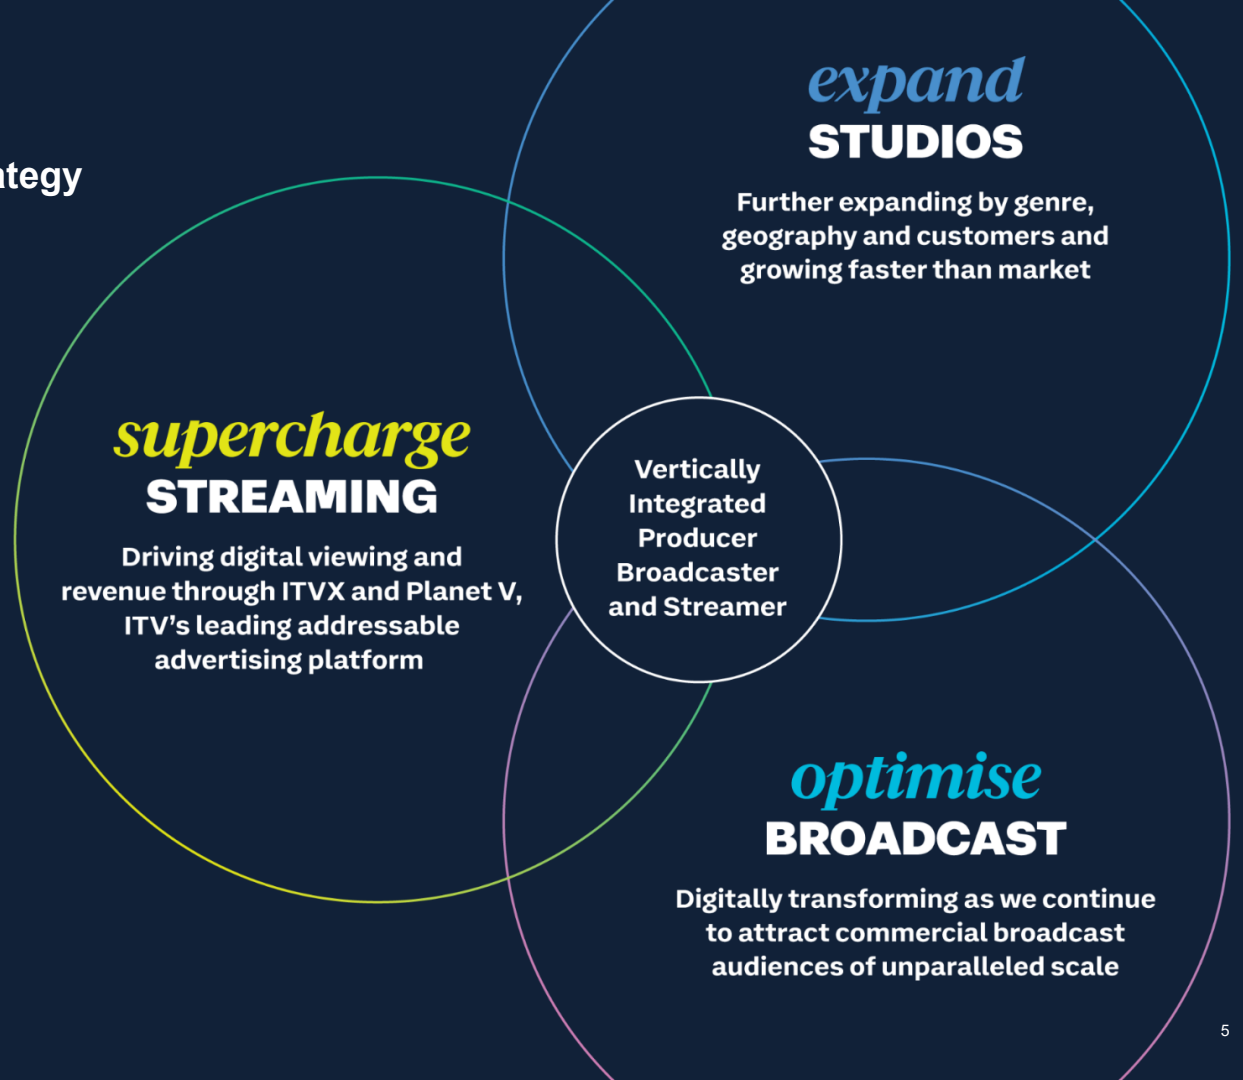 expand
STUDIOS
Further expanding by genre,
geography and customers and
growing faster than market
supercharge
STREAMING
Driving digital viewing and
revenue through ITVX and Planet V,
ITV’s leading addressable
advertising platform
Vertically
Integrated
Producer
Broadcaster
and Streamer
optimise
BROADCAST
Digitally transforming as we continue
to attract commercial broadcast
audiences of unparalleled scale
5